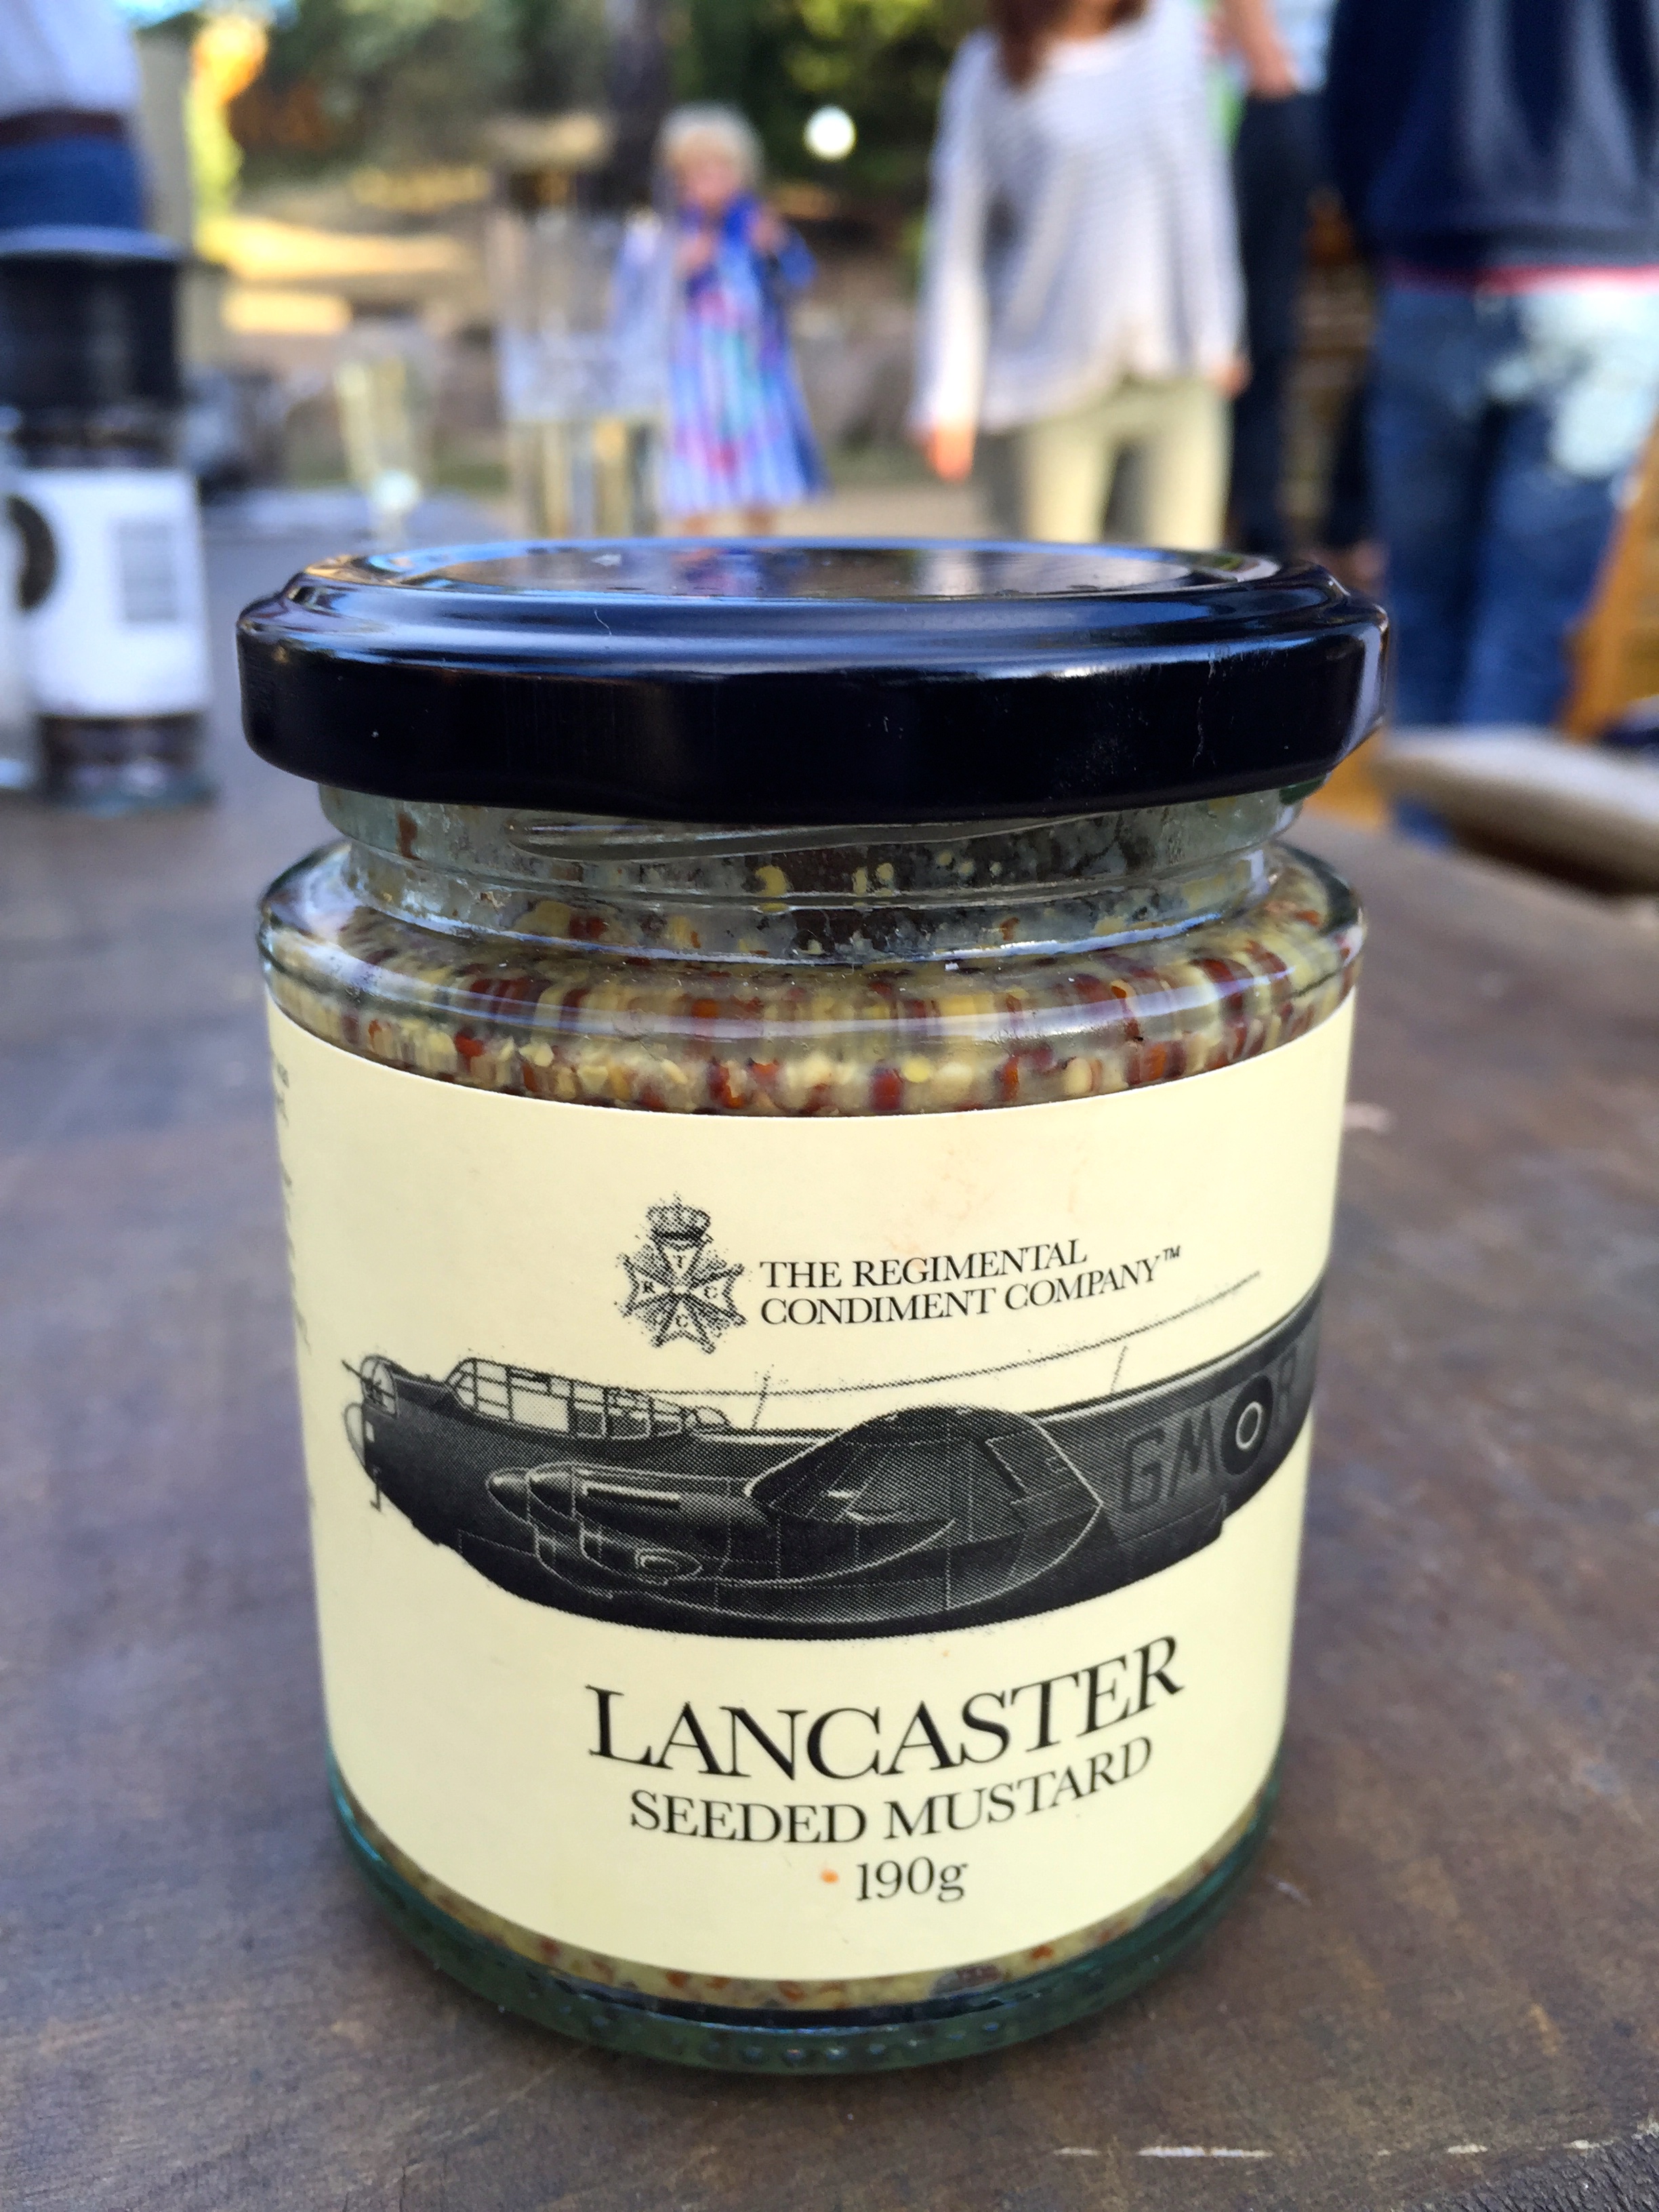 T
R C
C
THE REGIMENTAL
CONDIMENT COMPANY™
GM R
LANCASTER
SEEDED MUSTARD
190g